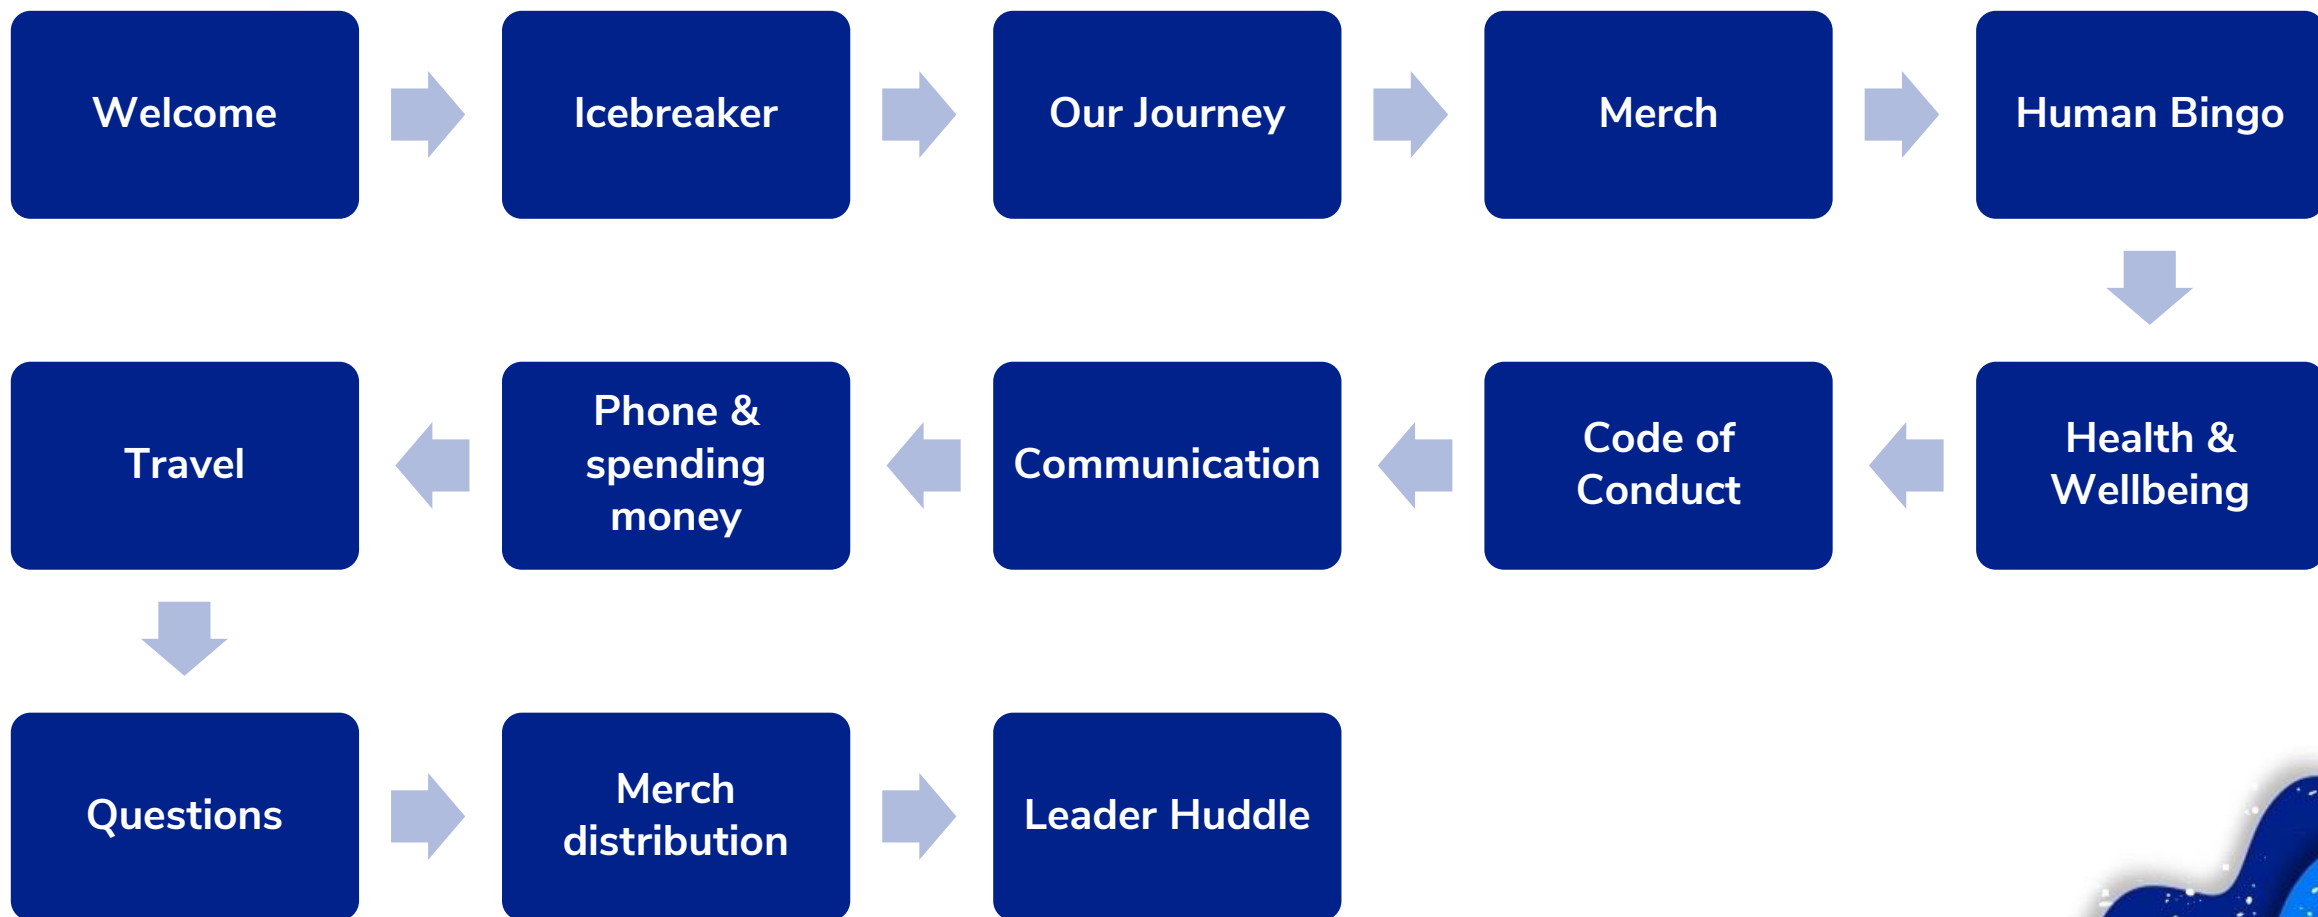 Welcome
Icebreaker
Our Journey
Merch
Human Bingo
Health &
Wellbeing
Code of
Conduct
Communication
Phone &
spending
money
Travel
Questions
Merch
distribution
Leader Huddle